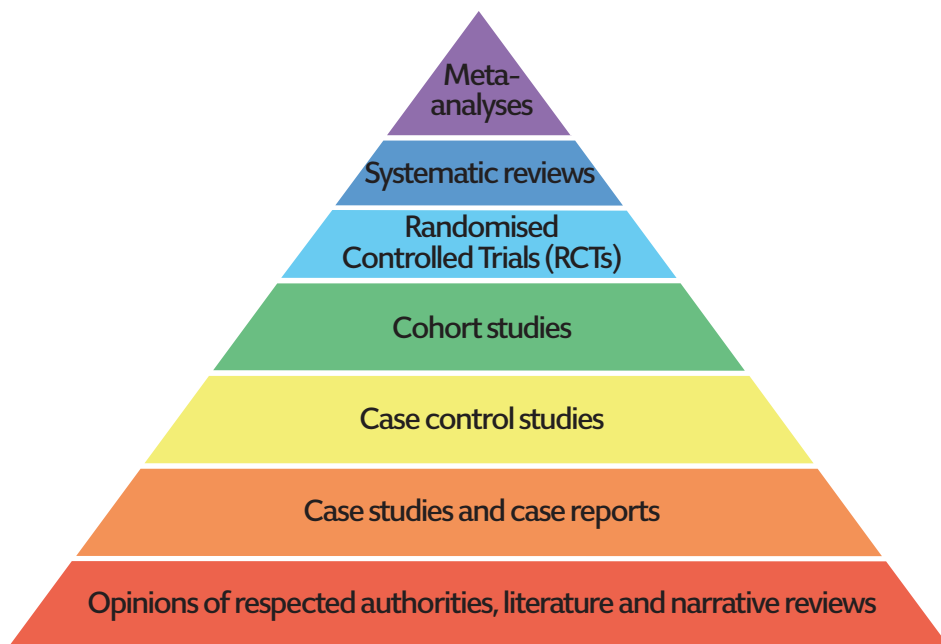 Meta-
analyses
Systematic reviews
Randomised
Controlled Trials (RCTs)
Cohort studies
Case control studies
Case studies and case reports
Opinions of respected authorities, literature and narrative reviews